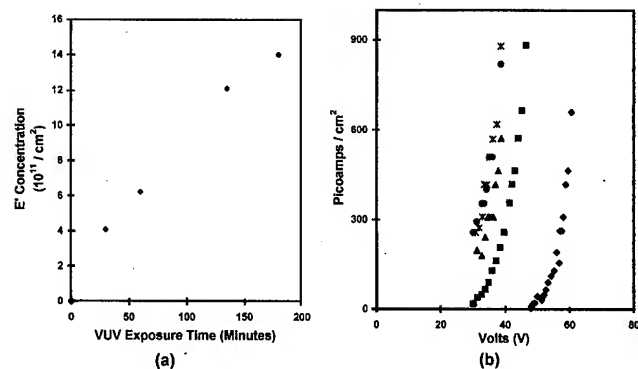 16
14
12
10
8
6
4
2
0
E' Concentration
(10¹¹ / cm²)
0 50 100 150 200
VUV Exposure Time (Minutes)
(a)
900
600
300
0
Picoamps / cm²
0 20 40 60 80
Volts (V)
(b)